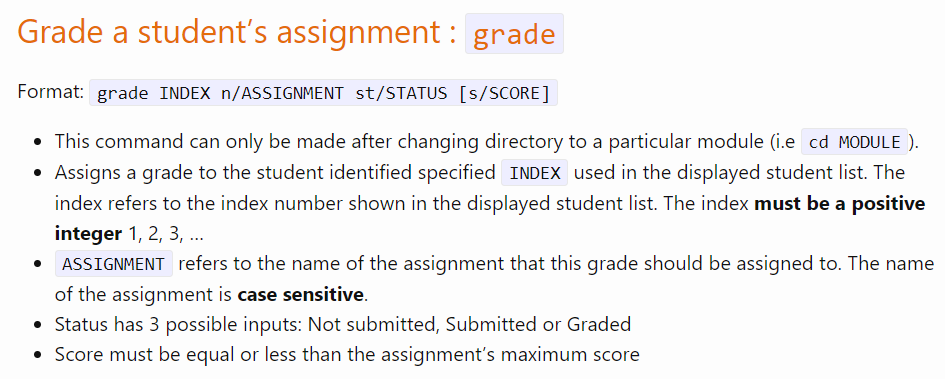 Grade a student’s assignment : grade
Format: grade INDEX n/ASSIGNMENT st/STATUS [s/SCORE]
• This command can only be made after changing directory to a particular module (i.e cd MODULE ).
• Assigns a grade to the student identified specified INDEX used in the displayed student list. The
index refers to the index number shown in the displayed student list. The index must be a positive
integer 1, 2, 3, …
• ASSIGNMENT refers to the name of the assignment that this grade should be assigned to. The name
of the assignment is case sensitive.
• Status has 3 possible inputs: Not submitted, Submitted or Graded
• Score must be equal or less than the assignment’s maximum score